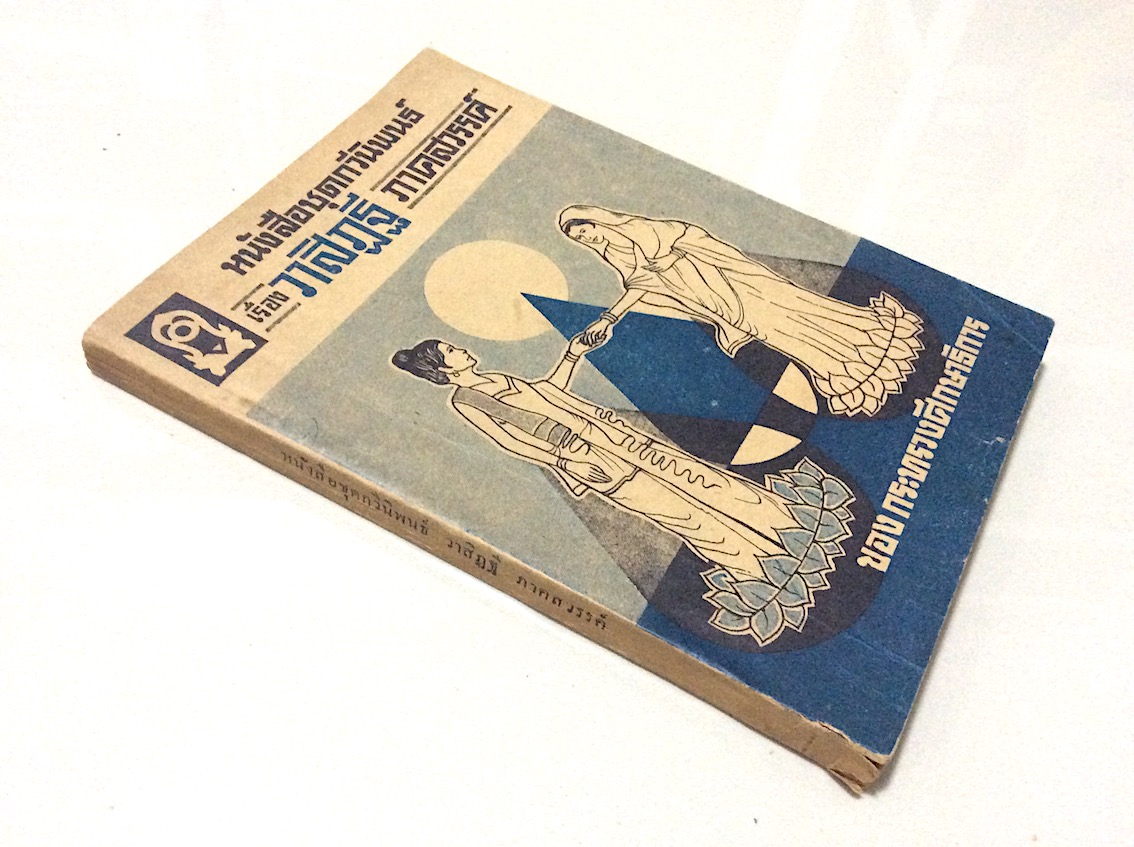 หนังสือชุดกวีนิพนธ์
เรื่อง วาสิฏฐี ภาคสวรรค์
ของ กระทรวงศึกษาธิการ
หนังสือชุดกวีนิพนธ์ วาสิฏฐี ภาคสวรรค์